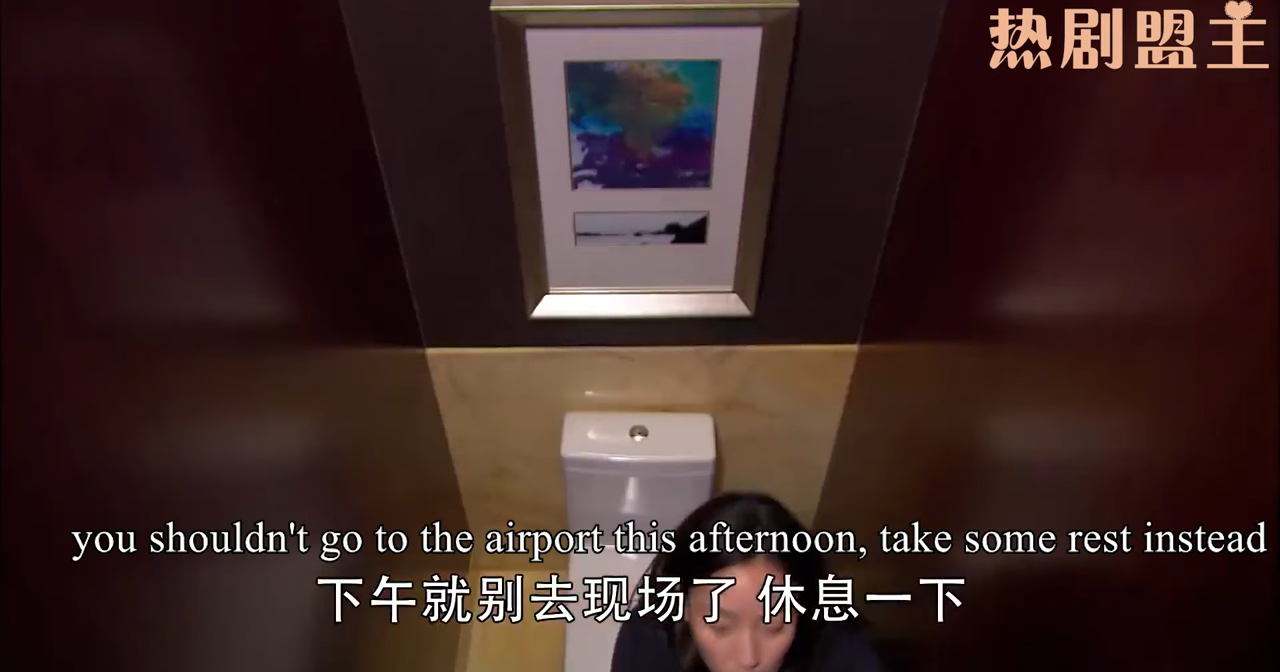 热剧盟主
you shouldn't go to the airport this afternoon, take some rest instead
下午就别去现场了 休息一下